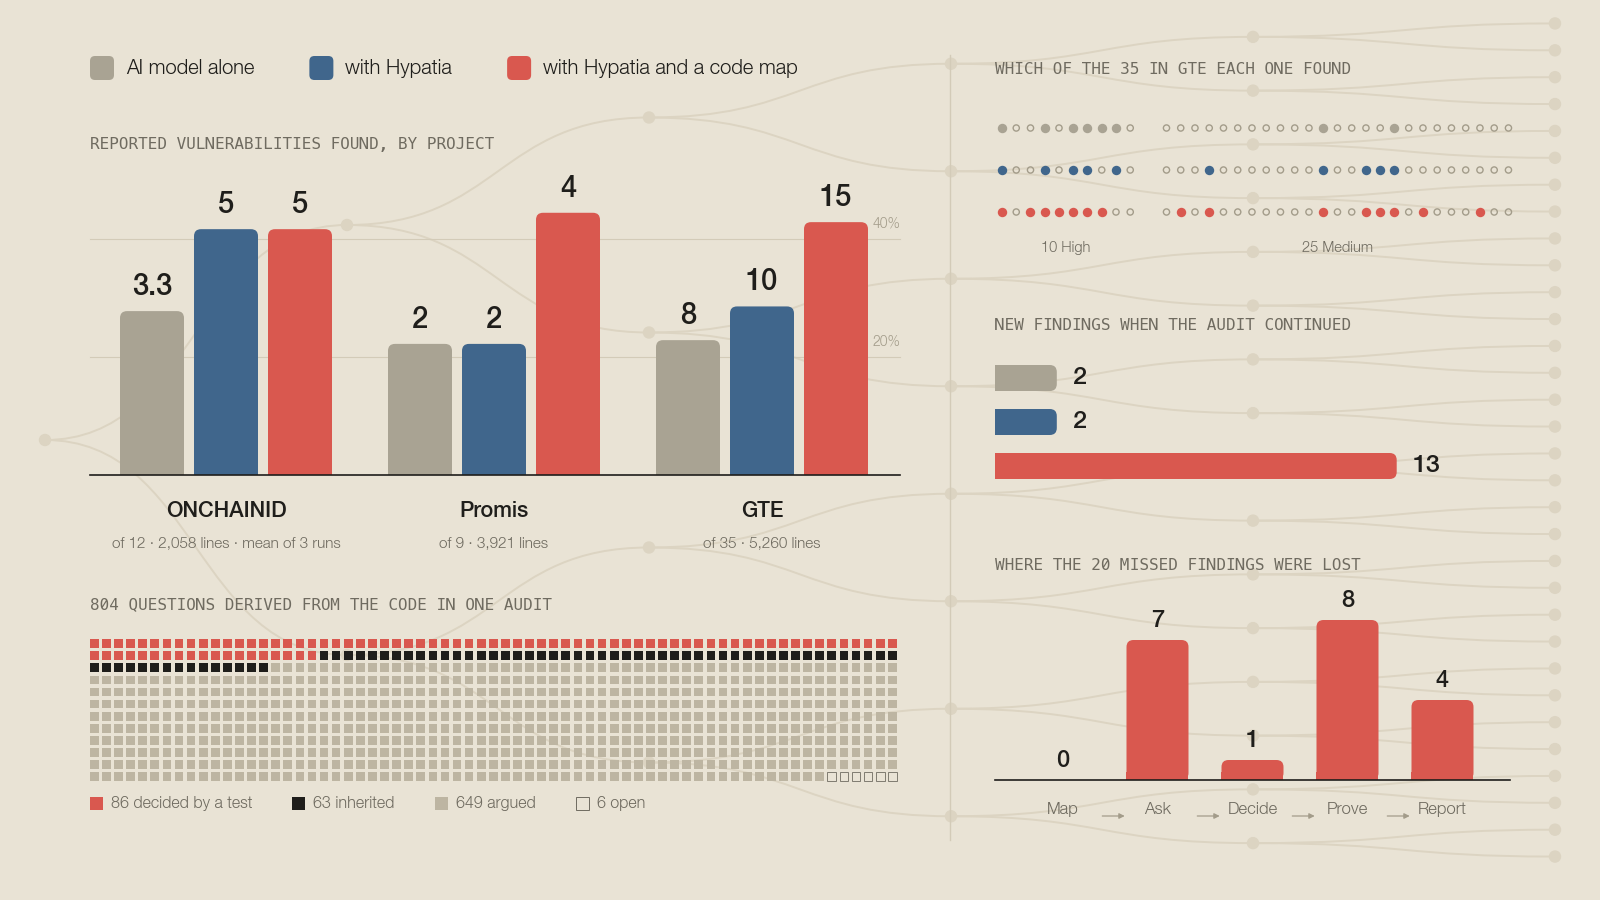 AI model alone
with Hypatia
with Hypatia and a code map
REPORTED VULNERABILITIES FOUND, BY PROJECT
40%
20%
3.3
5
5
2
2
4
8
10
15
ONCHAINID
Promis
GTE
of 12 · 2,058 lines · mean of 3 runs
of 9 · 3,921 lines
of 35 · 5,260 lines
804 QUESTIONS DERIVED FROM THE CODE IN ONE AUDIT
86 decided by a test
63 inherited
649 argued
6 open
WHICH OF THE 35 IN GTE EACH ONE FOUND
10 High
25 Medium
NEW FINDINGS WHEN THE AUDIT CONTINUED
2
2
13
WHERE THE 20 MISSED FINDINGS WERE LOST
0
7
1
8
4
Map
Ask
Decide
Prove
Report